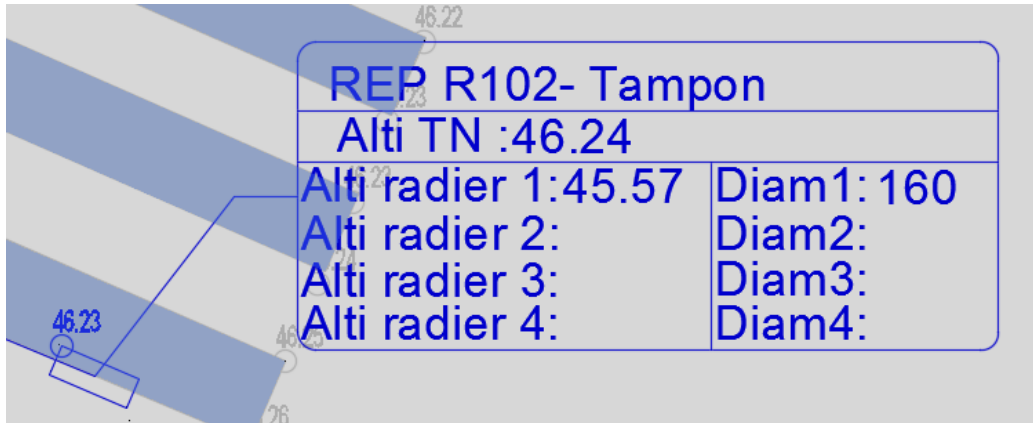 46.22
REP R102- Tampon
Alti TN :46.24
Alti radier 1:45.57 Diam1: 160
Alti radier 2: Diam2:
Alti radier 3: Diam3:
Alti radier 4: Diam4:
46.23